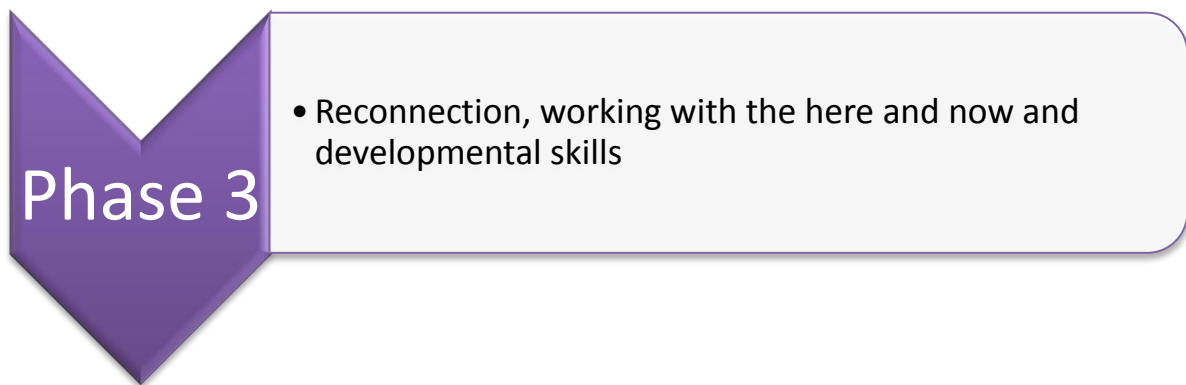 Phase 3
• Reconnection, working with the here and now and
developmental skills